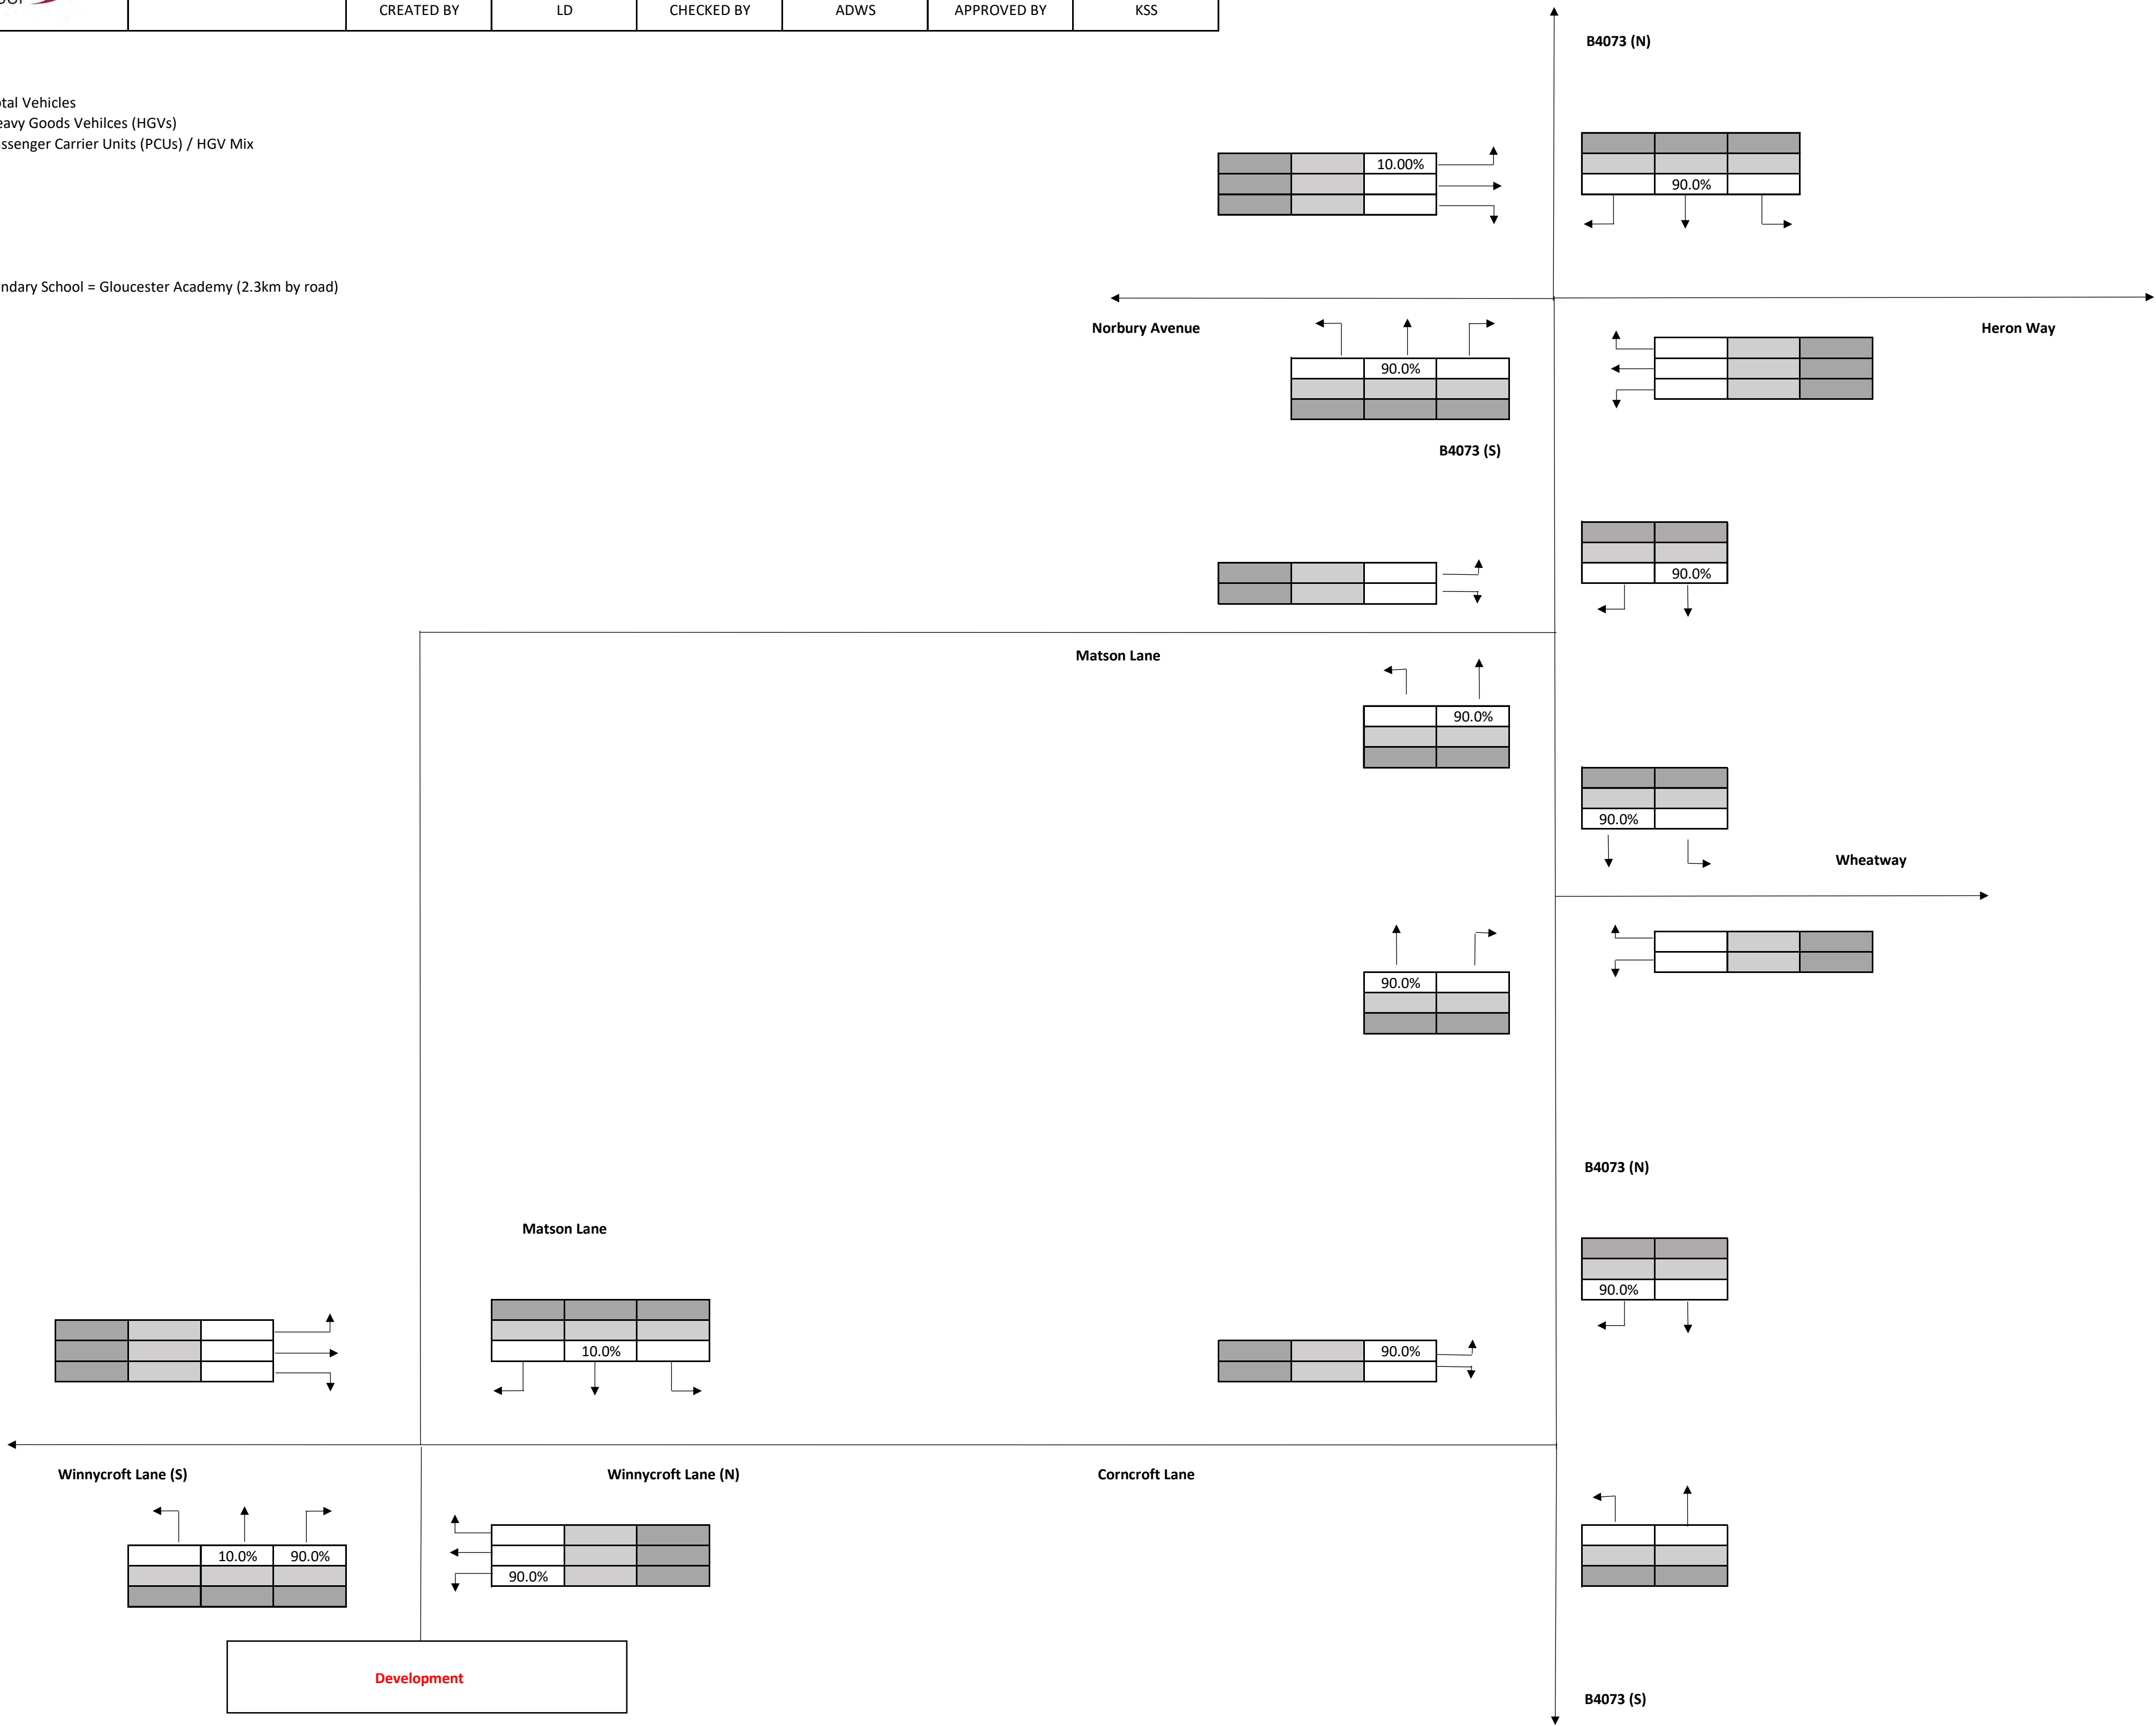 CREATED BY LD CHECKED BY ADWS APPROVED BY KSS
B4073 (N)
otal Vehicles
eavy Goods Vehilces (HGVs)
assenger Carrier Units (PCUs) / HGV Mix
10.00%
90.0%
ndary School = Gloucester Academy (2.3km by road)
Norbury Avenue
Heron Way
90.0%
B4073 (S)
90.0%
Matson Lane
90.0%
90.0%
Wheatway
90.0%
B4073 (N)
Matson Lane
90.0%
10.0%
90.0%
Winnycroft Lane (S)
Winnycroft Lane (N)
Corncroft Lane
10.0% 90.0%
90.0%
Development
B4073 (S)